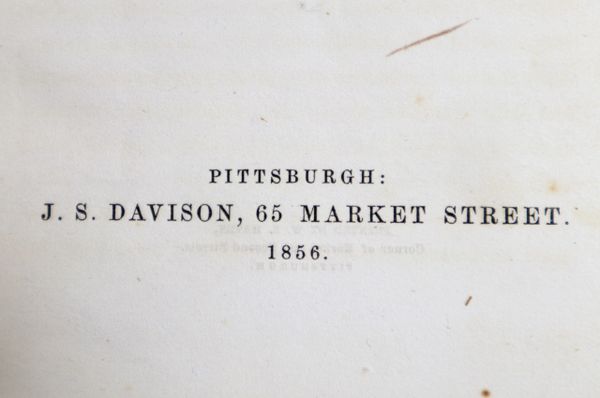 PITTSBURGH:
J. S. DAVISON, 65 MARKET STREET.
1856.